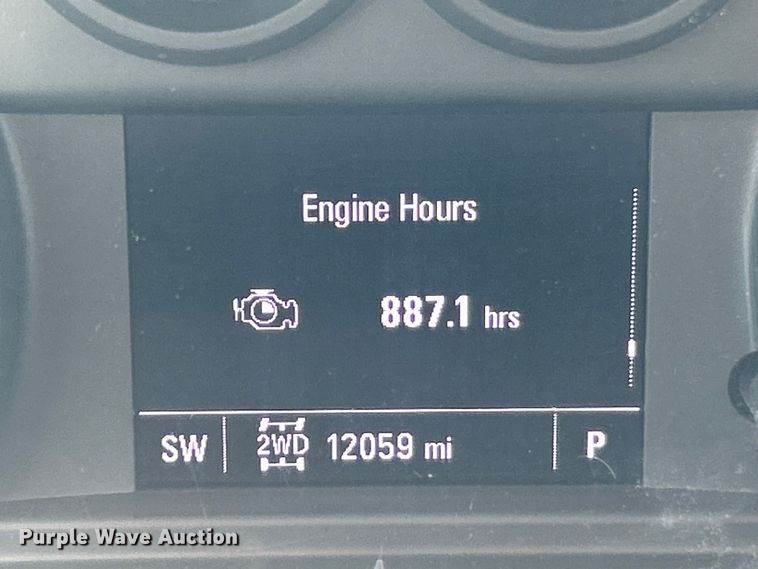 Engine Hours
887.1 hrs
SW 2WD 12059 mi P
Purple Wave Auction